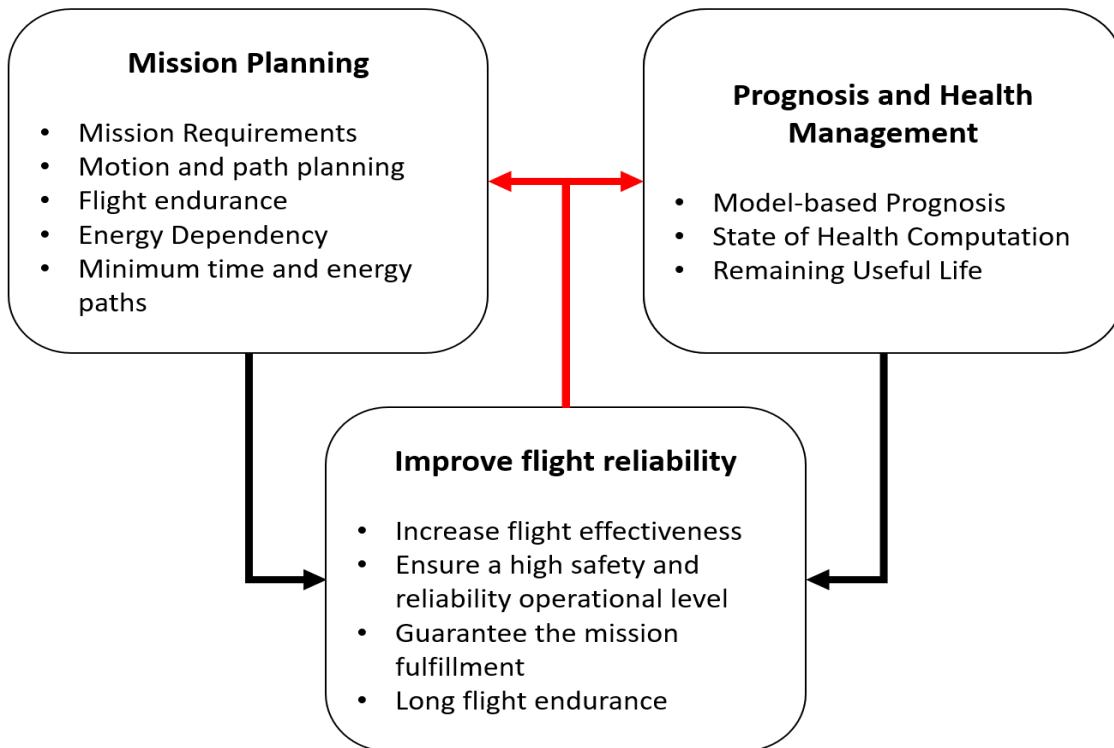 Mission Planning
• Mission Requirements
• Motion and path planning
• Flight endurance
• Energy Dependency
• Minimum time and energy
paths
Prognosis and Health
Management
• Model-based Prognosis
• State of Health Computation
• Remaining Useful Life
Improve flight reliability
• Increase flight effectiveness
• Ensure a high safety and
reliability operational level
• Guarantee the mission
fulfillment
• Long flight endurance